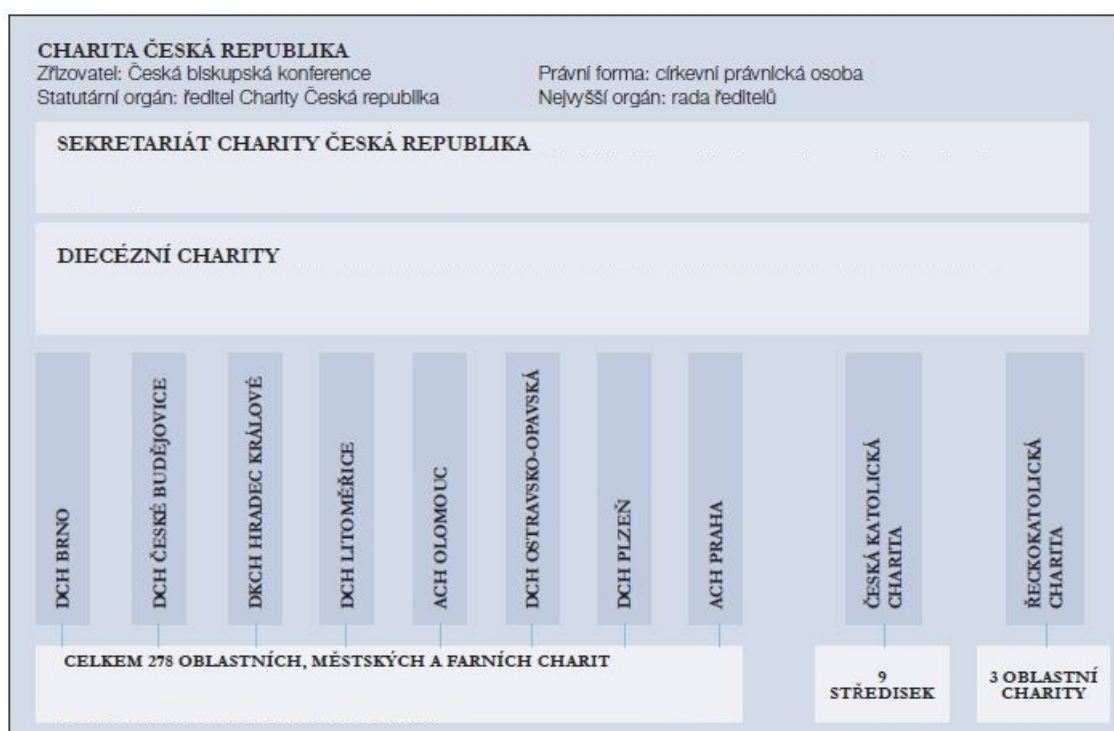 CHARITA ČESKÁ REPUBLIKA
Zřizovatel: Česká biskupská konference
Právní forma: církevní právnická osoba
Statutární orgán: ředitel Charity Česká republika
Nejvyšší orgán: rada ředitelů
SEKRETARIÁT CHARITY ČESKÁ REPUBLIKA
DIECÉZNÍ CHARITY
DCH BRNO
DCH ČESKÉ BUDĚJOVICE
DKCH HRADEC KRÁLOVÉ
DCH LITOMĚŘICE
ACH OLOMOUC
DCH OSTRAVSKO-OPAVSKÁ
DCH PLZEŇ
ACH PRAHA
ČESKÁ KATOLICKÁ
CHARITA
ŘECKOKATOLICKÁ
CHARITA
CELKEM 278 OBLASTNÍCH, MĚSTSKÝCH A FARNÍCH CHARIT
9
STŘEDISEK
3 OBLASTNÍ
CHARITY